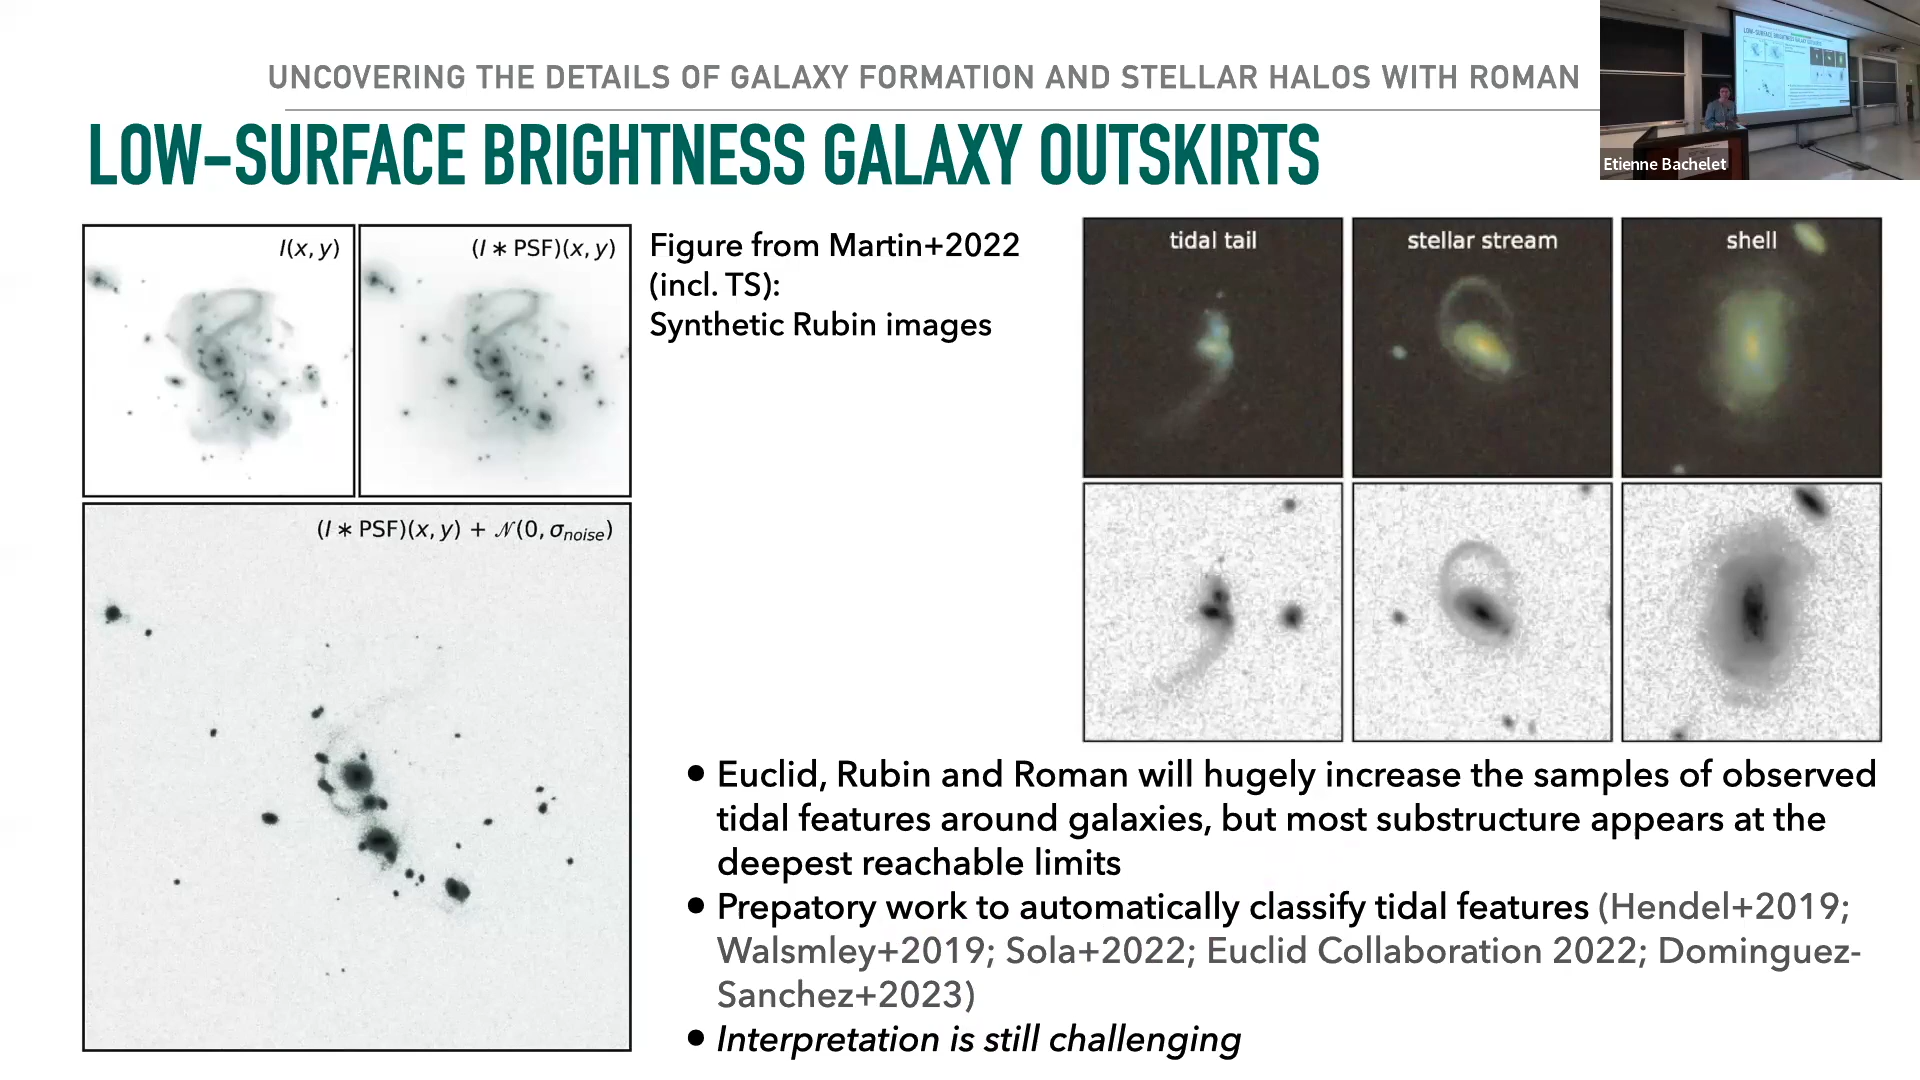 UNCOVERING THE DETAILS OF GALAXY FORMATION AND STELLAR HALOS WITH ROMAN
LOW-SURFACE BRIGHTNESS GALAXY OUTSKIRTS
Etienne Bachelet
I(x, y)
(I ∗ PSF)(x, y)
(I ∗ PSF)(x, y) + 𝒩(0, σnoise)
Figure from Martin+2022
(incl. TS):
Synthetic Rubin images
tidal tail
stellar stream
shell
• Euclid, Rubin and Roman will hugely increase the samples of observed
tidal features around galaxies, but most substructure appears at the
deepest reachable limits
• Prepatory work to automatically classify tidal features (Hendel+2019;
Walsmley+2019; Sola+2022; Euclid Collaboration 2022; Dominguez-
Sanchez+2023)
• Interpretation is still challenging